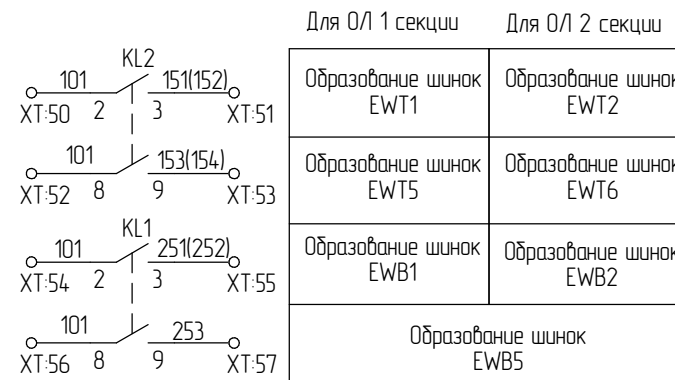 Для О/Л 1 секции
Для О/Л 2 секции
KL2
101
151(152)
XT:50
2
3
XT:51
Образование шинок
EWT1
Образование шинок
EWT2
101
153(154)
XT:52
8
9
XT:53
Образование шинок
EWT5
Образование шинок
EWT6
KL1
101
251(252)
XT:54
2
3
XT:55
Образование шинок
EWB1
Образование шинок
EWB2
101
253
XT:56
8
9
XT:57
Образование шинок
EWB5